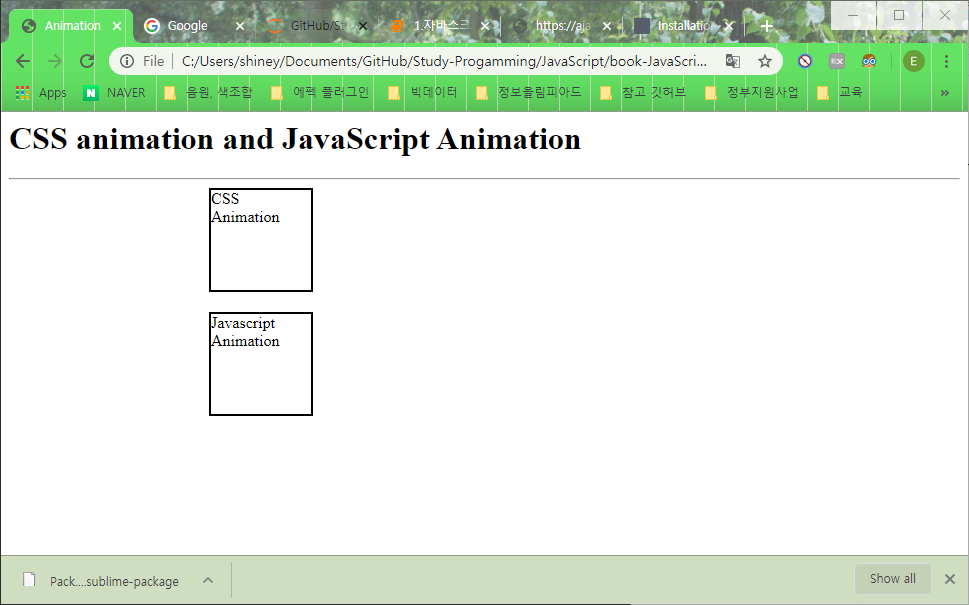 Animation
Google
GitHub/St
1.자바스크
https://aja
Installatio
File
C:/Users/shiney/Documents/GitHub/Study-Progamming/JavaScript/book-JavaScri...
EX
E
Apps
N NAVER
음원, 색조합
에펙 플러그인
빅데이터
정보올림피아드
참고 깃허브
정부지원사업
교육
»
CSS animation and JavaScript Animation
CSS
Animation
Javascript
Animation
Pack....sublime-package
Show all